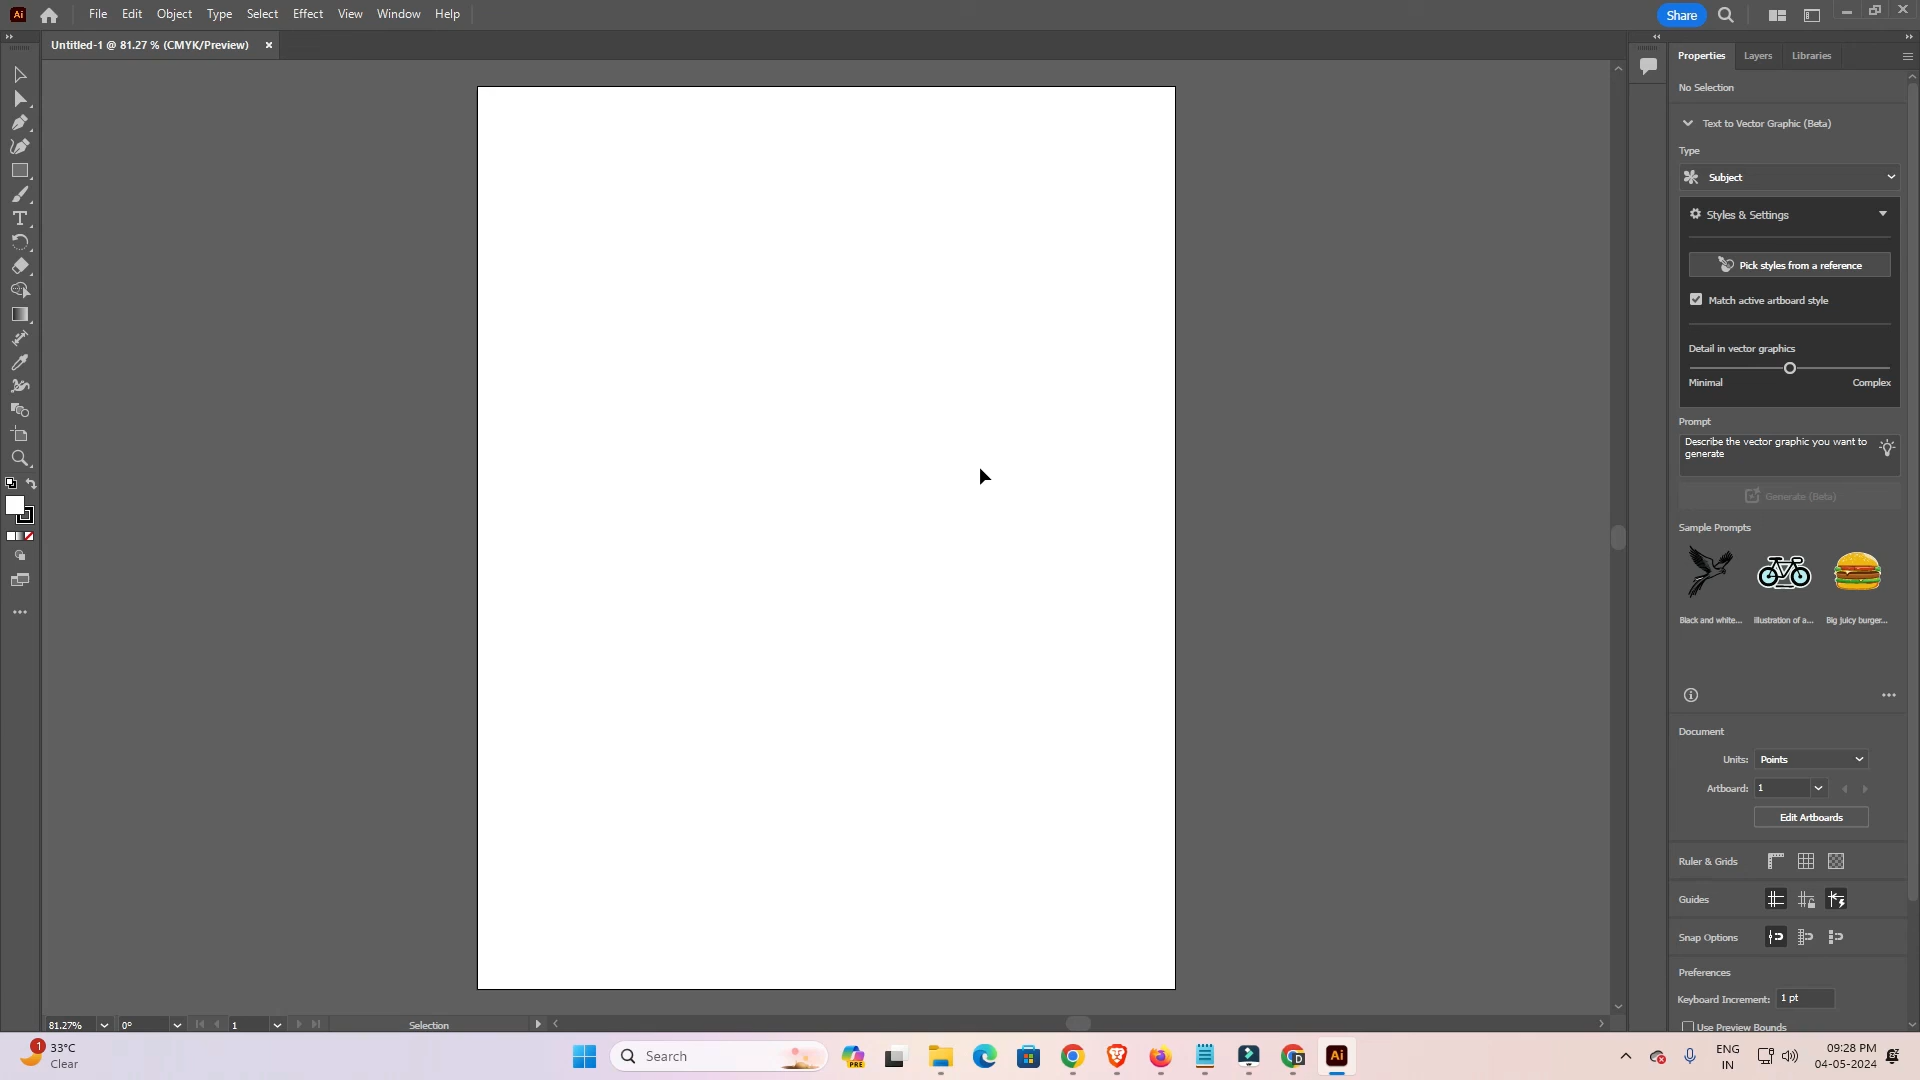 Ai File Edit Object Type Select Effect View Window Help Share
Untitled-1 @ 81.27 % (CMYK/Preview) ×
Properties Layers Libraries
No Selection
Text to Vector Graphic (Beta)
Type
Subject
Styles & Settings
Pick styles from a reference
Match active artboard style
Detail in vector graphics
Minimal Complex
Prompt
Describe the vector graphic you want to
generate
Generate (Beta)
Sample Prompts
Black and white... Illustration of a... Big juicy burger...
Document
Units: Points
Artboard: 1
Edit Artboards
Ruler & Grids
Guides
Snap Options
Preferences
Keyboard Increment: 1 pt
Use Preview Bounds
81.27% 0° 1 Selection
1 33°C
Clear
Search
PRE
D
Ai
ENG
IN
09:28 PM
04-05-2024